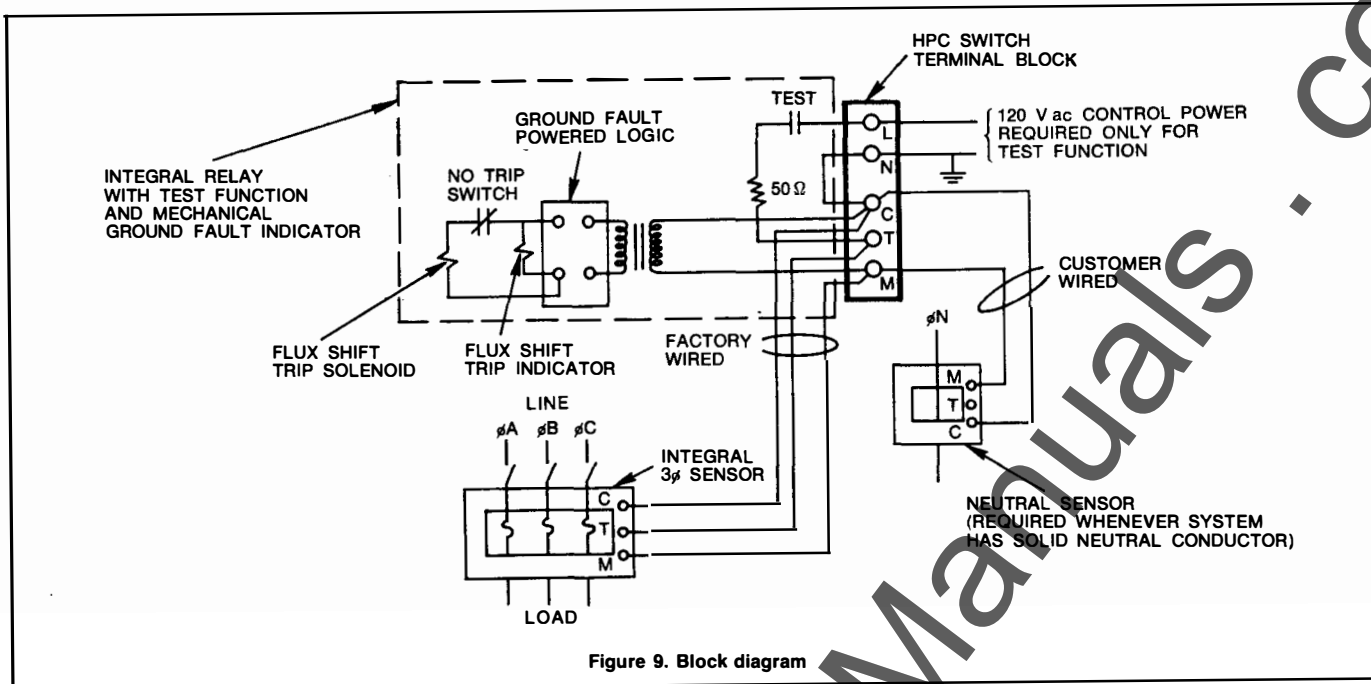 HPC SWITCH
TERMINAL BLOCK
TEST
GROUND FAULT
POWERED LOGIC
L
120 V ac CONTROL POWER
REQUIRED ONLY FOR
TEST FUNCTION
N
INTEGRAL RELAY
WITH TEST FUNCTION
AND MECHANICAL
GROUND FAULT INDICATOR
NO TRIP
SWITCH
50 Ω
C
T
M
CUSTOMER
WIRED
FLUX SHIFT
TRIP SOLENOID
FLUX SHIFT
TRIP INDICATOR
FACTORY
WIRED
øN
M
T
C
LINE
øA øB øC
INTEGRAL
3ø SENSOR
C
T
M
LOAD
NEUTRAL SENSOR
(REQUIRED WHENEVER SYSTEM
HAS SOLID NEUTRAL CONDUCTOR)
Figure 9. Block diagram
Manuals . co